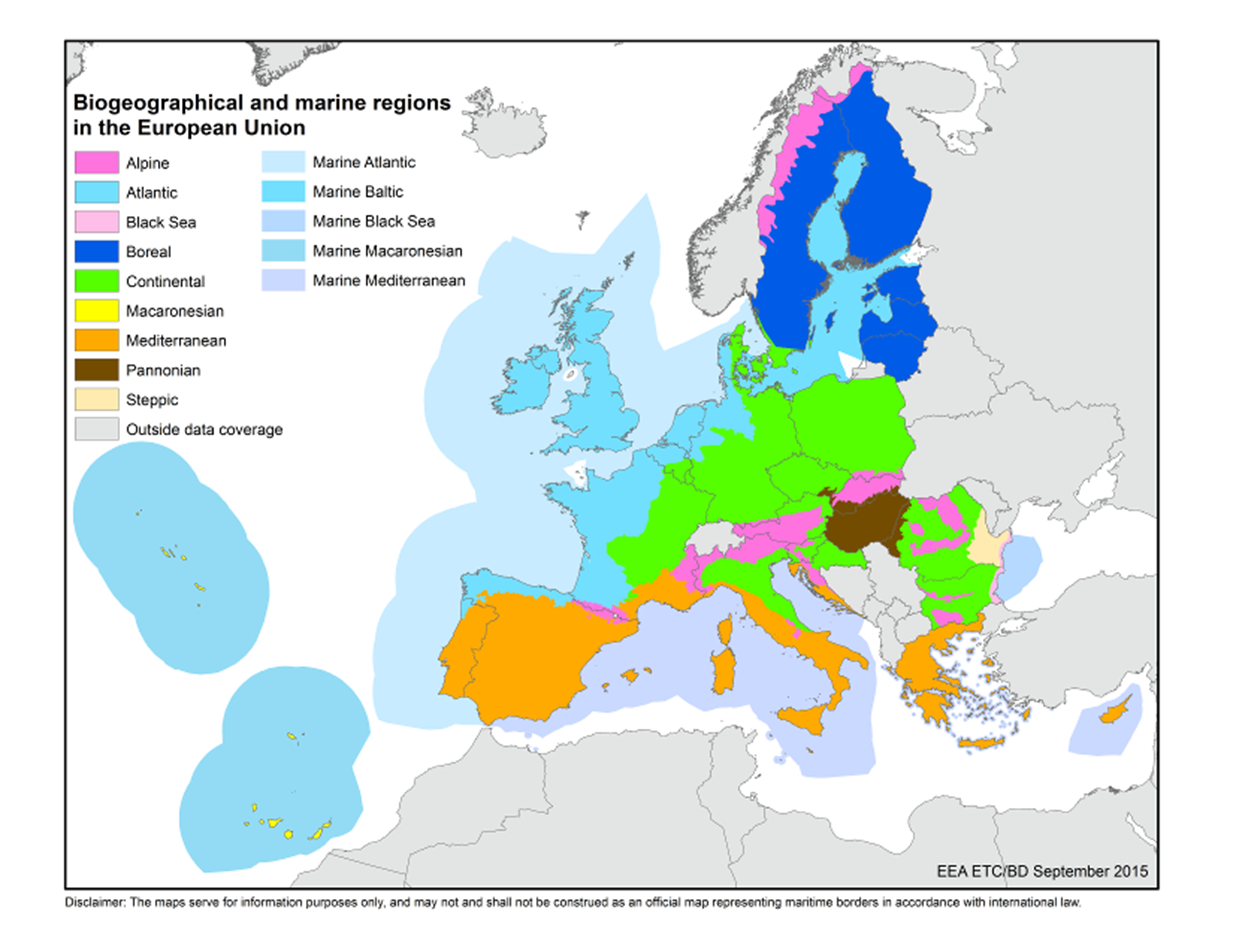 Biogeographical and marine regions
in the European Union
Alpine
Atlantic
Black Sea
Boreal
Continental
Macaronesian
Mediterranean
Pannonian
Steppic
Outside data coverage
Marine Atlantic
Marine Baltic
Marine Black Sea
Marine Macaronesian
Marine Mediterranean
EEA ETC/BD September 2015
Disclaimer: The maps serve for information purposes only, and may not and shall not be construed as an official map representing maritime borders in accordance with international law.